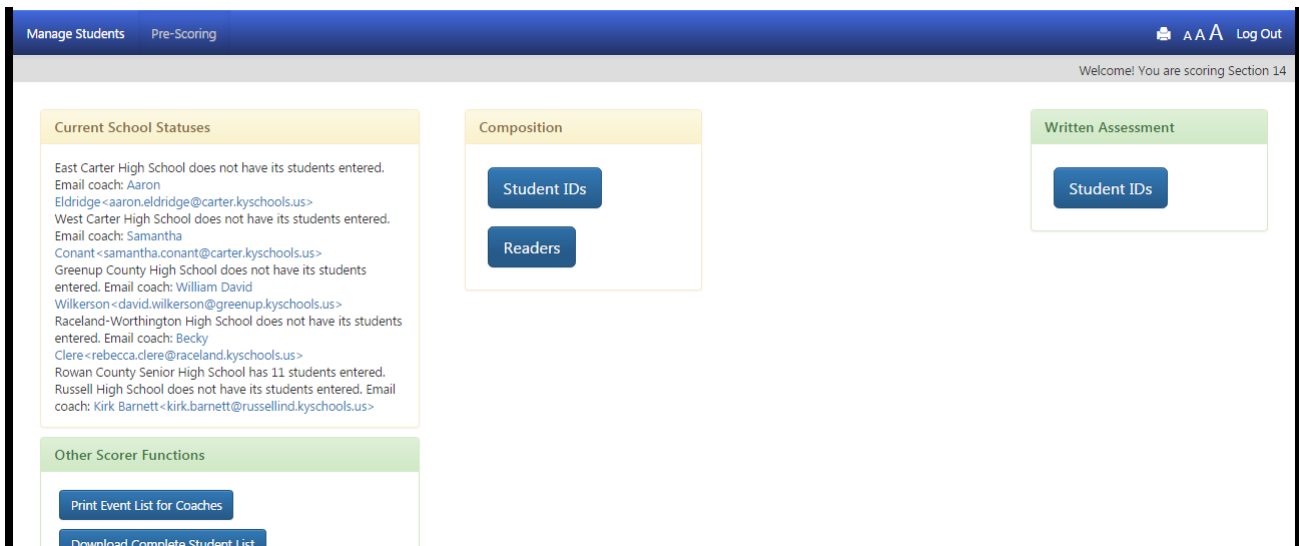 Manage Students Pre-Scoring A A A Log Out
Welcome! You are scoring Section 14
Current School Statuses
East Carter High School does not have its students entered.
Email coach: Aaron
Eldridge<aaron.eldridge@carter.kyschools.us>
West Carter High School does not have its students entered.
Email coach: Samantha
Conant<samantha.conant@carter.kyschools.us>
Greenup County High School does not have its students
entered. Email coach: William David
Wilkerson<david.wilkerson@greenup.kyschools.us>
Raceland-Worthington High School does not have its students
entered. Email coach: Becky
Clere<rebecca.clere@raceland.kyschools.us>
Rowan County Senior High School has 11 students entered.
Russell High School does not have its students entered. Email
coach: Kirk Barnett<kirk.barnett@russellind.kyschools.us>
Other Scorer Functions
Print Event List for Coaches
Download Complete Student List
Composition
Student IDs
Readers
Written Assessment
Student IDs